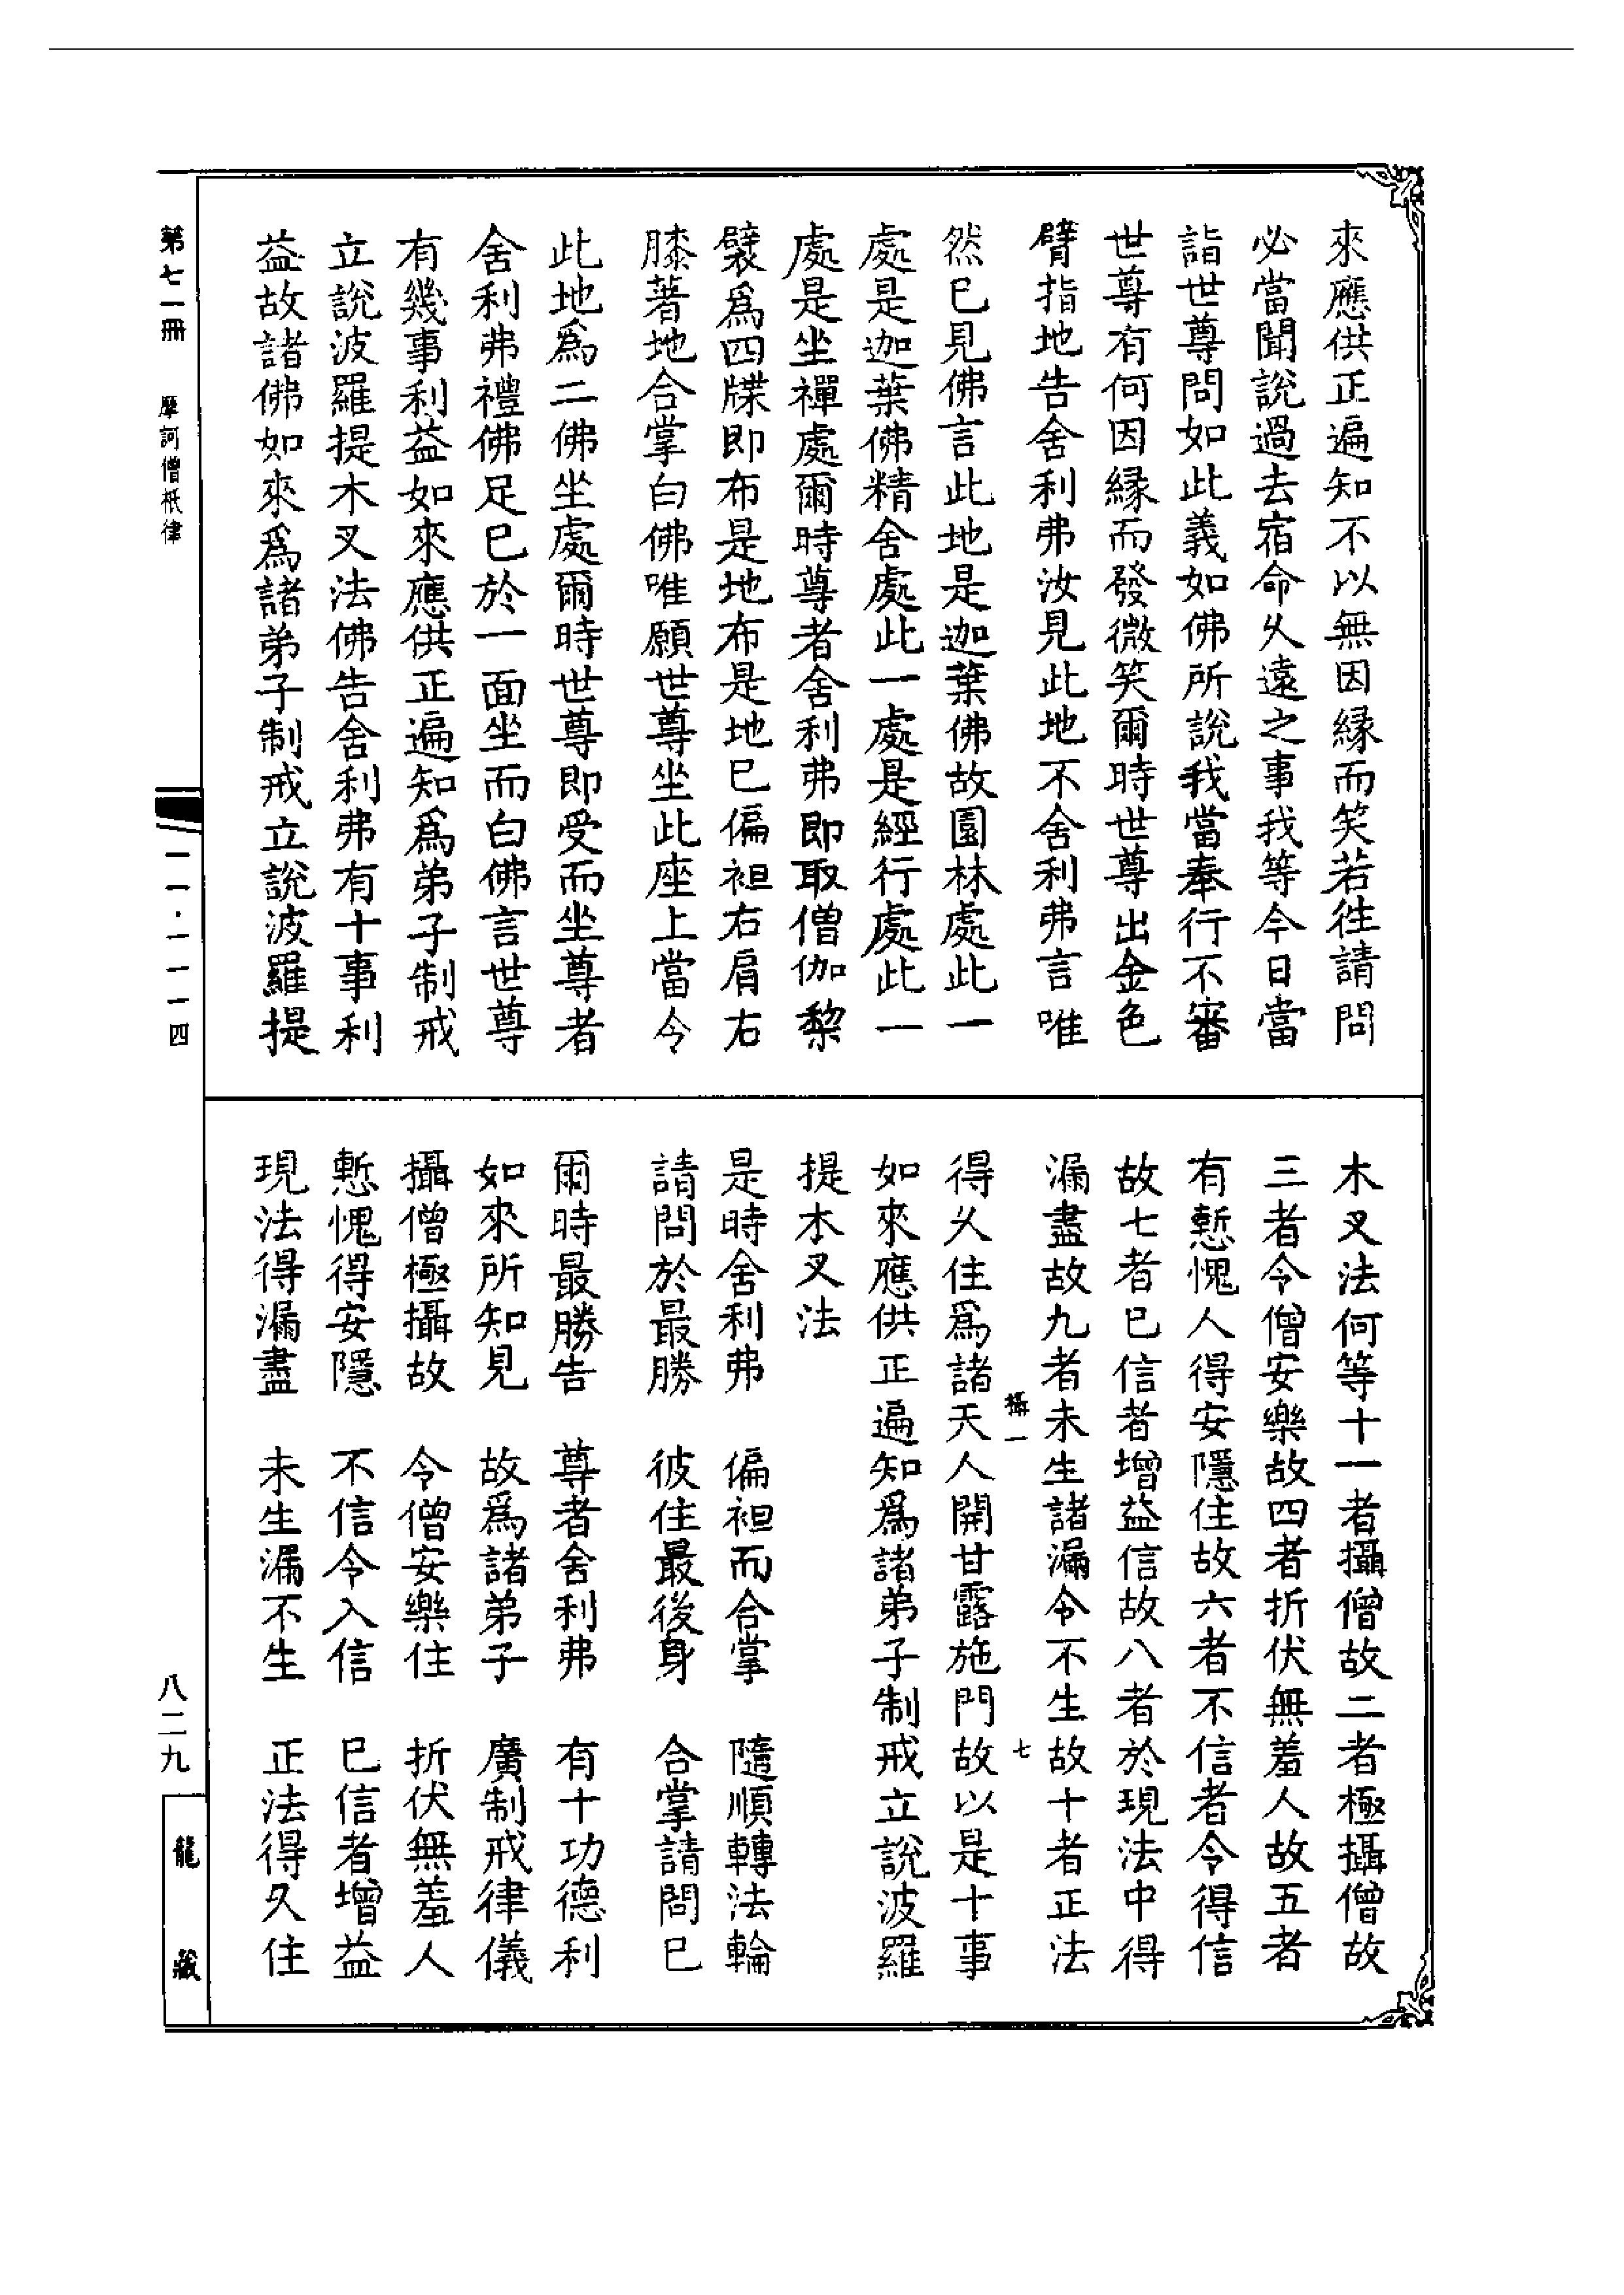 來應供正遍知不以無因緣而笑若往請問
必當聞說過去宿命久遠之事我等今日當
詣世尊問如此義如佛所說我當奉行不審
世尊有何因緣而發微笑爾時世尊出金色
臂指地告舍利弗汝見此地不舍利弗言唯
然已見佛言此地是迦葉佛故園林處此一
處是迦葉佛精舍處此一處是經行處此一
處是坐禪處爾時尊者舍利弗即取僧伽黎
襞爲四牒即布是地布是地已偏袒右肩右
膝著地合掌白佛唯願世尊坐此座上當令
此地爲二佛坐處爾時世尊即受而坐尊者
舍利弗禮佛足已於一面坐而白佛言世尊
有幾事利益如來應供正遍知爲弟子制戒
立說波羅提木叉法佛告舍利弗有十事利
益故諸佛如來爲諸弟子制戒立說波羅提
木叉法何等十一者攝僧故二者極攝僧故
三者令僧安樂故四者折伏無羞人故五者
有慙愧人得安隱住故六者不信者令得信
故七者已信者增益信故八者於現法中得
漏盡故九者未生諸漏令不生故十者正法
攝一 七
得久住爲諸天人開甘露施門故以是十事
如來應供正遍知爲諸弟子制戒立說波羅
提木叉法
是時舍利弗 偏袒而合掌 隨順轉法輪
請問於最勝 彼住最後身 合掌請問已
爾時最勝告 尊者舍利弗 有十功德利
如來所知見 故爲諸弟子 廣制戒律儀
攝僧極攝故 令僧安樂住 折伏無羞人
慙愧得安隱 不信令入信 已信者增益
現法得漏盡 未生漏不生 正法得久住
第七一冊 摩訶僧祇律
一一·一一一四
八二九
龍藏